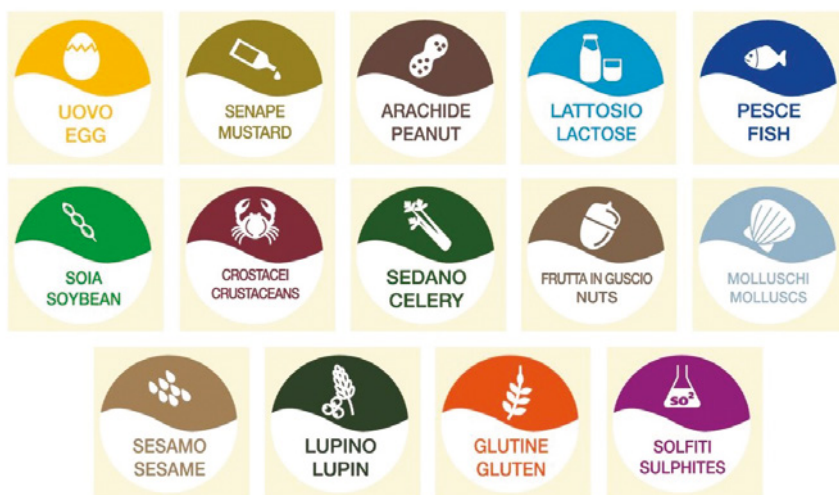 UOVO
EGG
SENAPE
MUSTARD
ARACHIDE
PEANUT
LATTOSIO
LACTOSE
PESCE
FISH
SOIA
SOYBEAN
CROSTACEI
CRUSTACEANS
SEDANO
CELERY
FRUTTA IN GUSCIO
NUTS
MOLLUSCHI
MOLLUSCS
SESAMO
SESAME
LUPINO
LUPIN
GLUTINE
GLUTEN
SO²
SOLFITI
SULPHITES